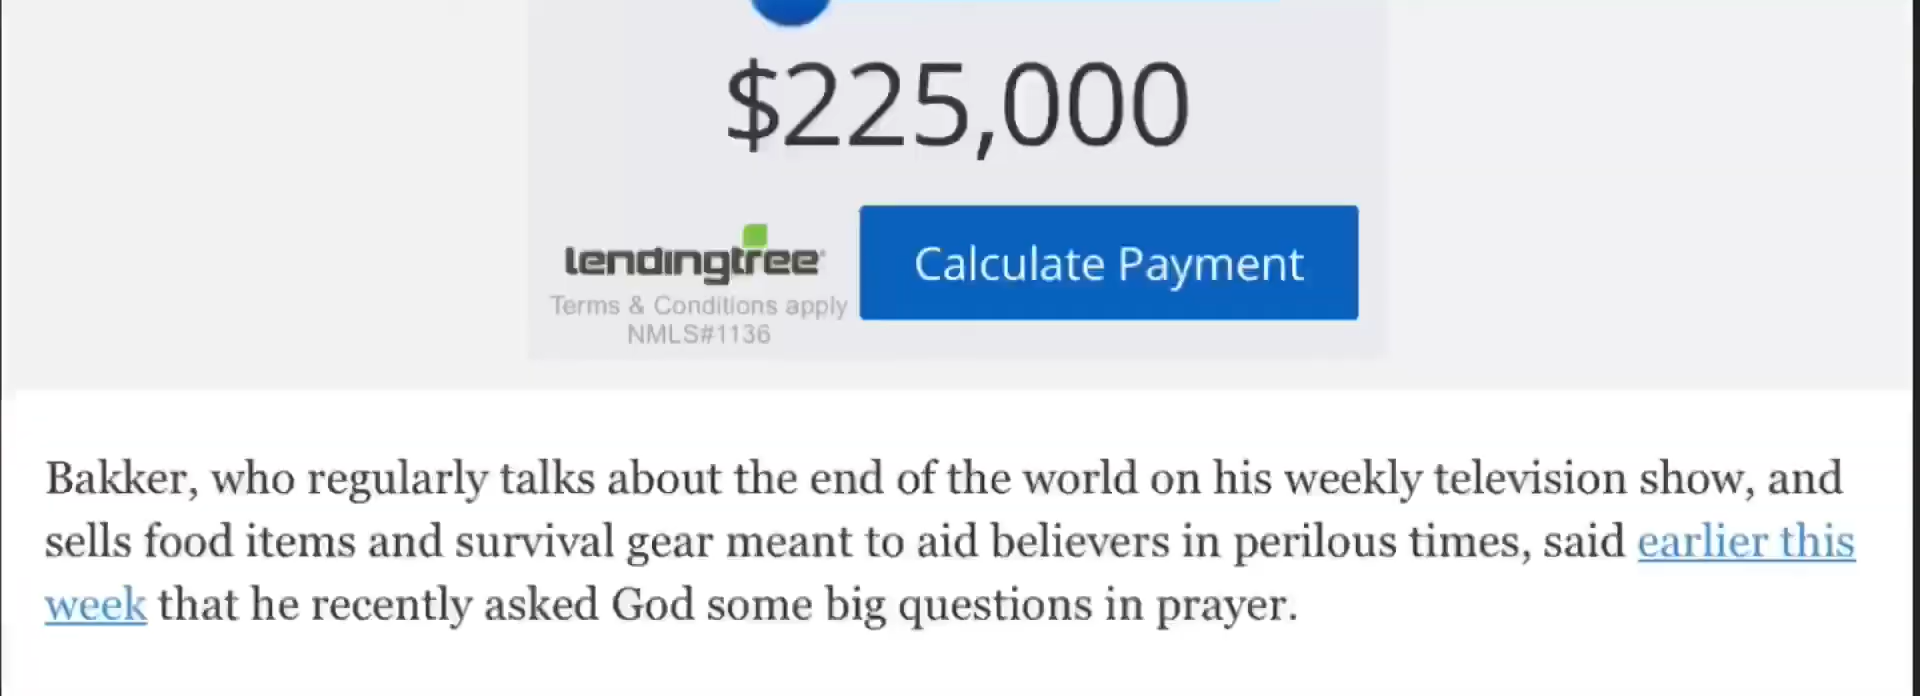 $225,000
lendingtree
Calculate Payment
Terms & Conditions apply
NMLS#1136
Bakker, who regularly talks about the end of the world on his weekly television show, and
sells food items and survival gear meant to aid believers in perilous times, said earlier this
week that he recently asked God some big questions in prayer.